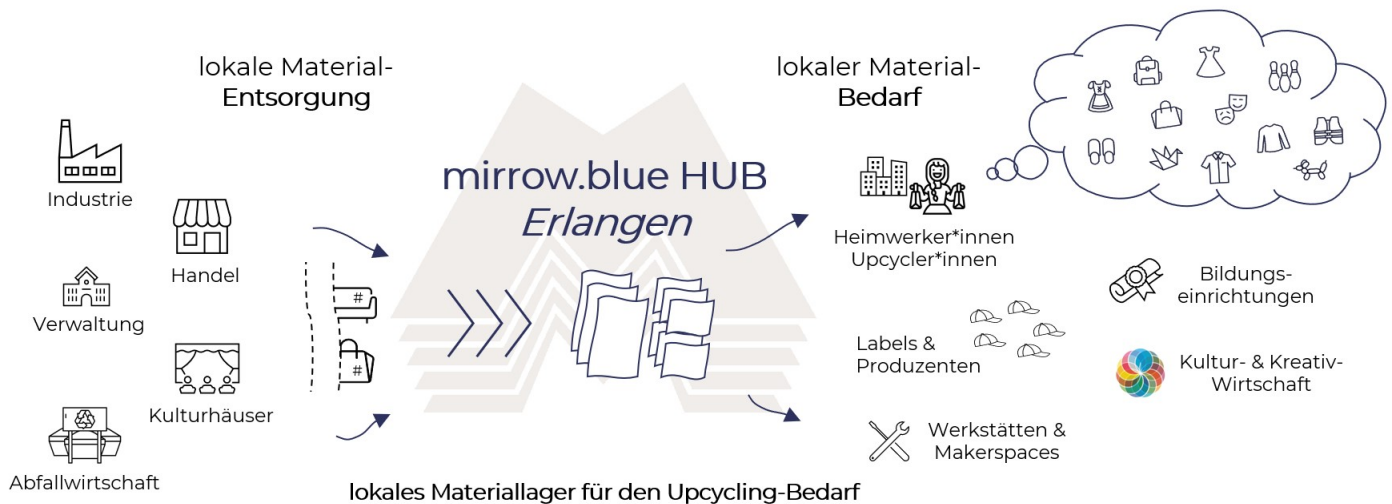 lokale Material-
Entsorgung
Industrie
Handel
Verwaltung
Kulturhäuser
Abfallwirtschaft
#
#
mirrow.blue HUB
Erlangen
lokales Materiallager für den Upcycling-Bedarf
lokaler Material-
Bedarf
Heimwerker*innen
Upcycler*innen
Bildungs-
einrichtungen
Labels &
Produzenten
Kultur- & Kreativ-
Wirtschaft
Werkstätten &
Makerspaces